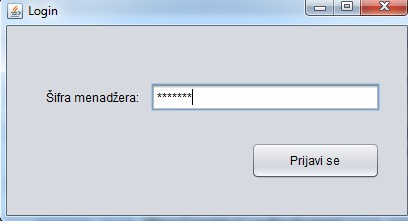 Login
Šifra menadžera: *******
Prijavi se